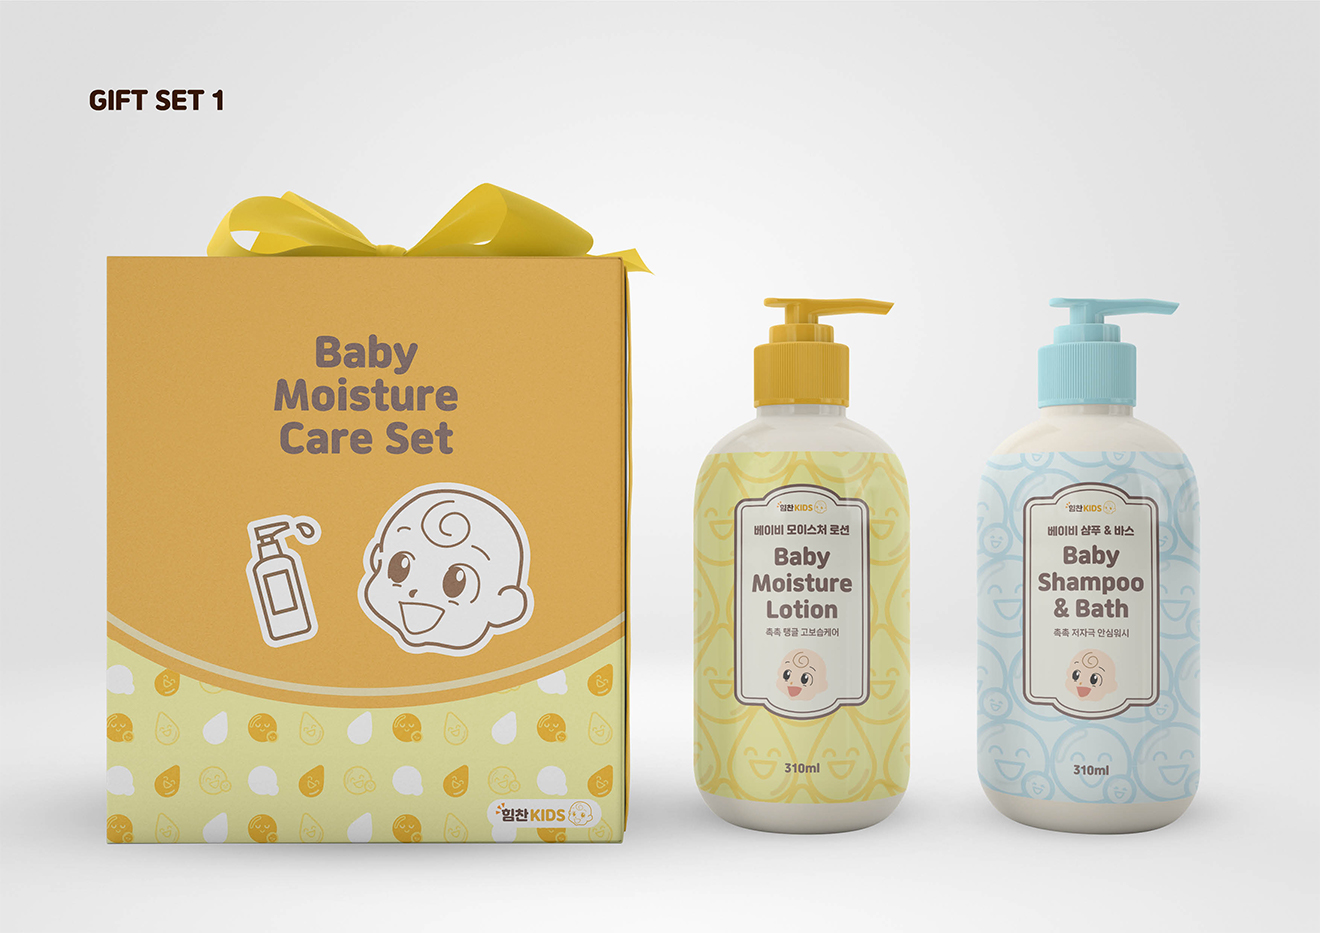 GIFT SET 1
Baby
Moisture
Care Set
힘찬KIDS
힘찬KIDS
베이비 모이스처 로션
Baby
Moisture
Lotion
촉촉 탱글 고보습케어
310ml
힘찬KIDS
베이비 샴푸 & 바스
Baby
Shampoo
& Bath
촉촉 저자극 안심워시
310ml